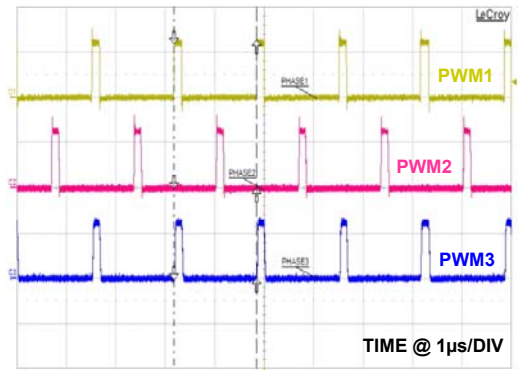 LeCroy
PHASE1
PWM1
PHASE2
PWM2
PHASE3
PWM3
TIME @ 1µs/DIV